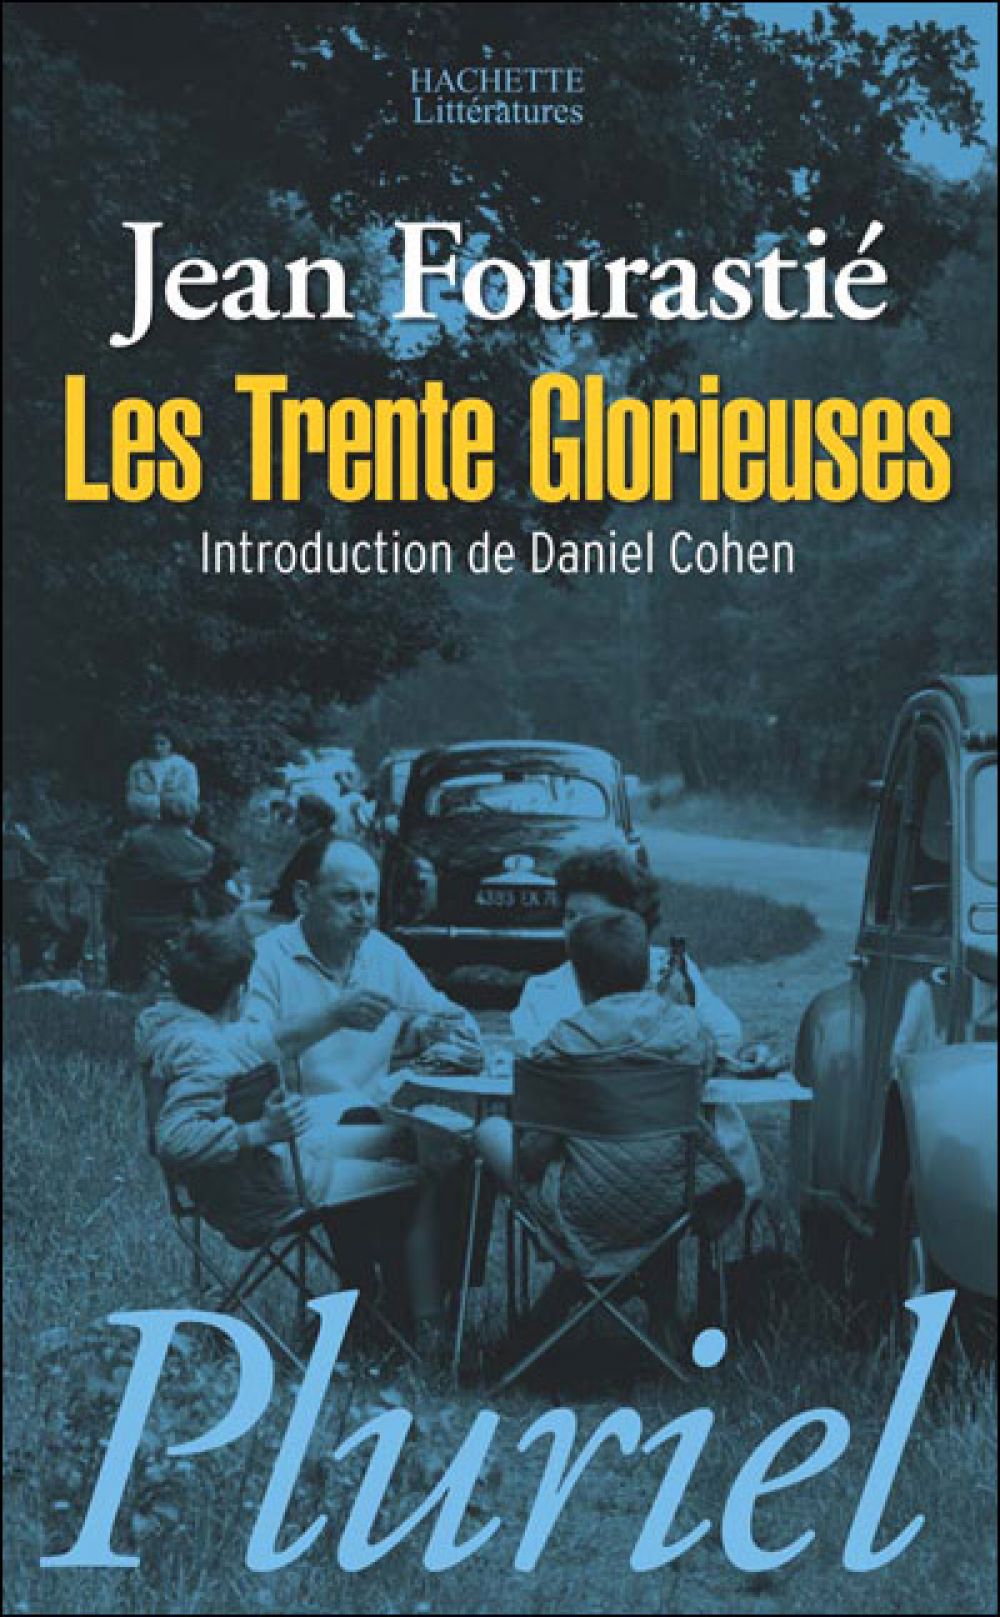 HACHETTE
Littératures
Jean Fourastié
Les Trente Glorieuses
Introduction de Daniel Cohen
Pluriel